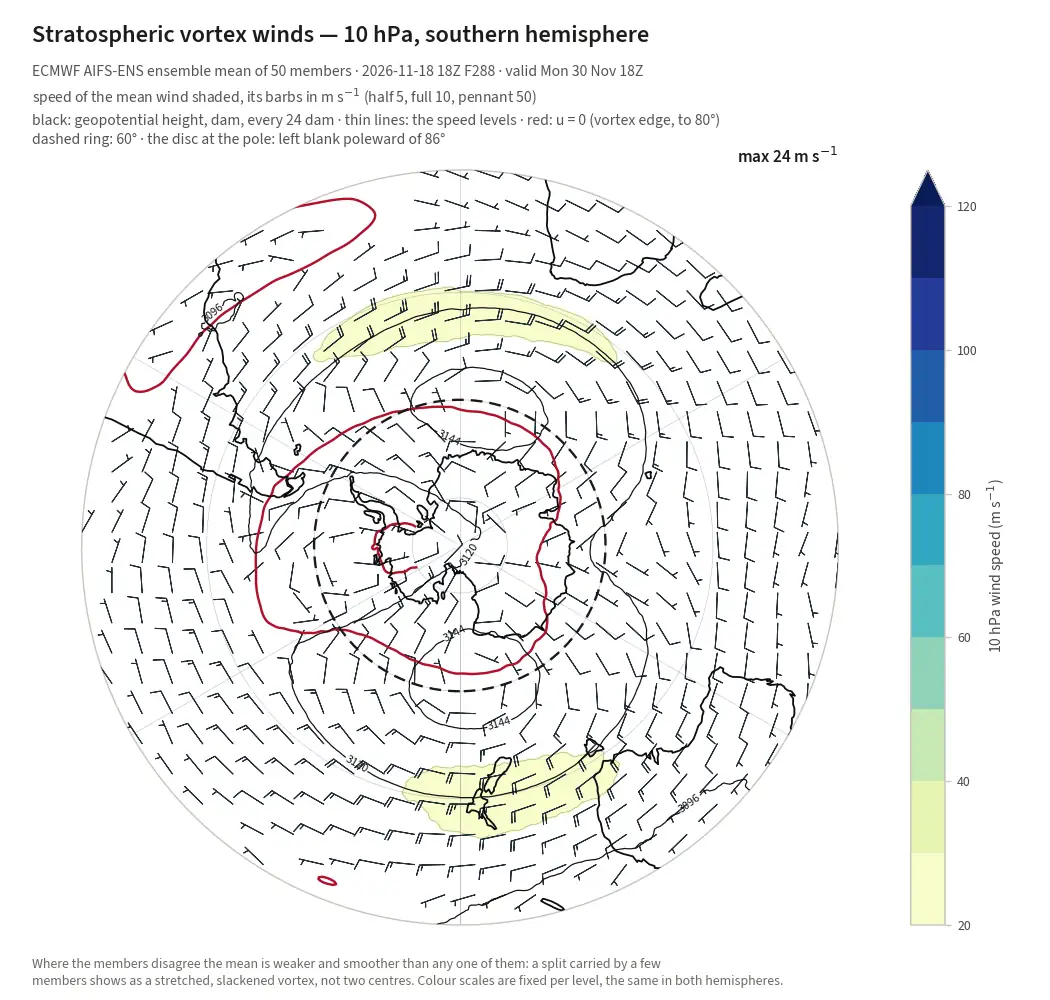 Stratospheric vortex winds — 10 hPa, southern hemisphere
ECMWF AIFS-ENS ensemble mean of 50 members · 2026-11-18 18Z F288 · valid Mon 30 Nov 18Z
speed of the mean wind shaded, its barbs in m s⁻¹ (half 5, full 10, pennant 50)
black: geopotential height, dam, every 24 dam · thin lines: the speed levels · red: u = 0 (vortex edge, to 80°)
dashed ring: 60° · the disc at the pole: left blank poleward of 86°
max 24 m s⁻¹
120
100
80
60
40
20
10 hPa wind speed (m s⁻¹)
3096
3144
3120
3144
3144
3120
3096
Where the members disagree the mean is weaker and smoother than any one of them: a split carried by a few
members shows as a stretched, slackened vortex, not two centres. Colour scales are fixed per level, the same in both hemispheres.